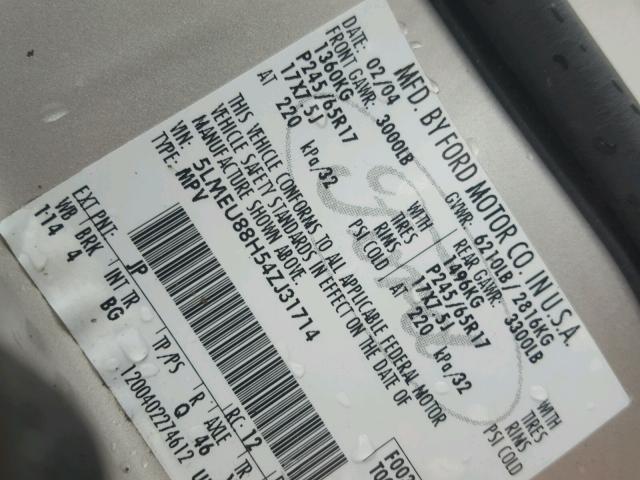 MFD. BY FORD MOTOR CO. IN U.S.A.
DATE: 02/04 GVWR: 6210LB/2816KG
FRONT GAWR: 3000LB REAR GAWR: 3300LB
1360KG WITH 1496KG WITH
P245/65R17 TIRES P245/65R17 TIRES
17X7.5J RIMS 17X7.5J RIMS
AT 220 kPa/32 PSI COLD AT 220 kPa/32 PSI COLD
THIS VEHICLE CONFORMS TO ALL APPLICABLE FEDERAL MOTOR
VEHICLE SAFETY STANDARDS IN EFFECT ON THE DATE OF
MANUFACTURE SHOWN ABOVE.
VIN: 5LMEU88H54ZJ31714
TYPE: MPV
EXT PNT: JP RC: 12
WB BRK INT TR TP/PS R AXLE TR
1-14 4 BG Q 46
1200402274612
F002